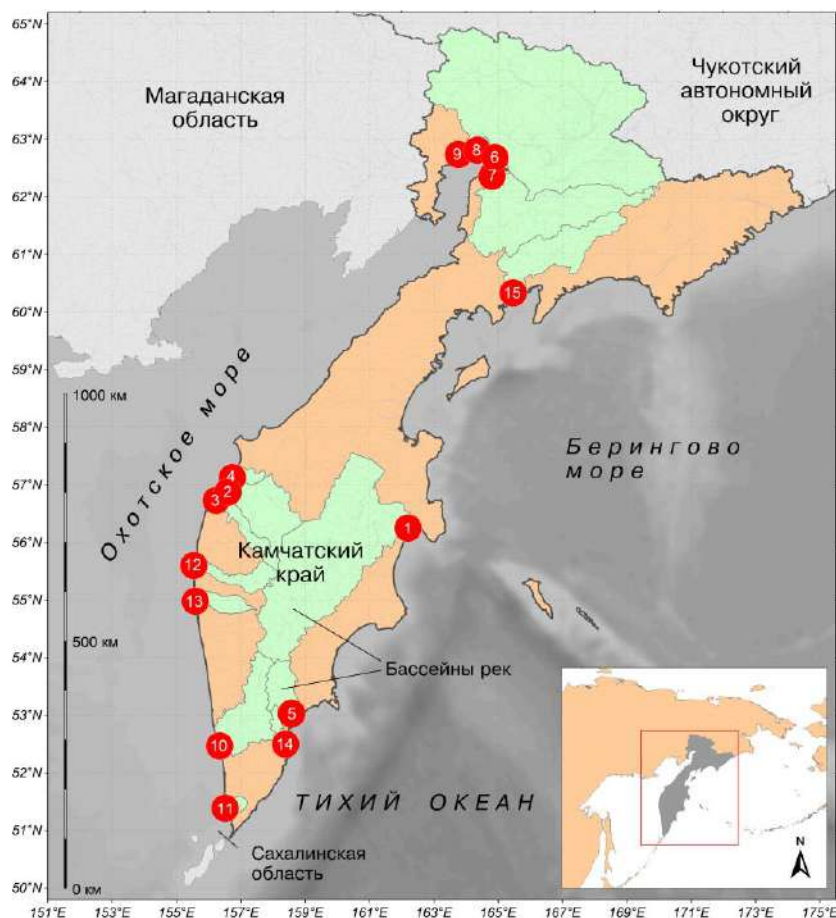 65°N
64°N
63°N
62°N
61°N
60°N
59°N
58°N
57°N
56°N
55°N
54°N
53°N
52°N
51°N
50°N
Магаданская
область
Чукотский
автономный
округ
9
8
6
7
15
1000 км
Охотское море
Берингово
море
4
2
3
1
Камчатский
край
12
13
500 км
Бассейны рек
5
10
14
11
ТИХИЙ ОКЕАН
Сахалинская
область
0 км
N
151°E
153°E
155°E
157°E
159°E
161°E
163°E
165°E
167°E
169°E
171°E
173°E
175°E